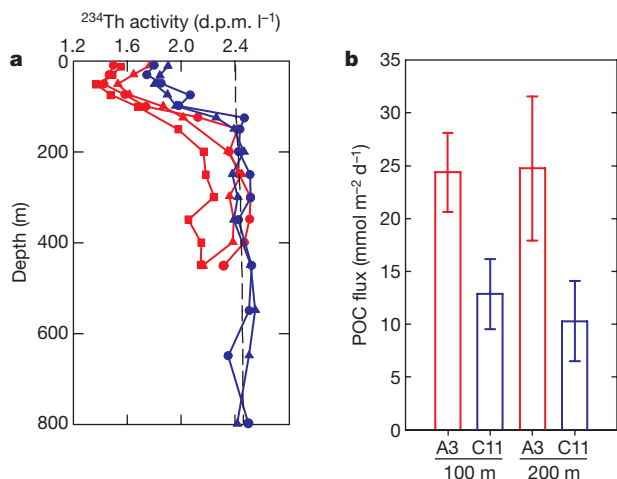 ²³⁴Th activity (d.p.m. l⁻¹)
1.2 1.6 2.0 2.4
a
0
200
400
600
800
Depth (m)
b
35
30
25
20
15
10
5
0
POC flux (mmol m⁻² d⁻¹)
A3 C11 A3 C11
100 m 200 m